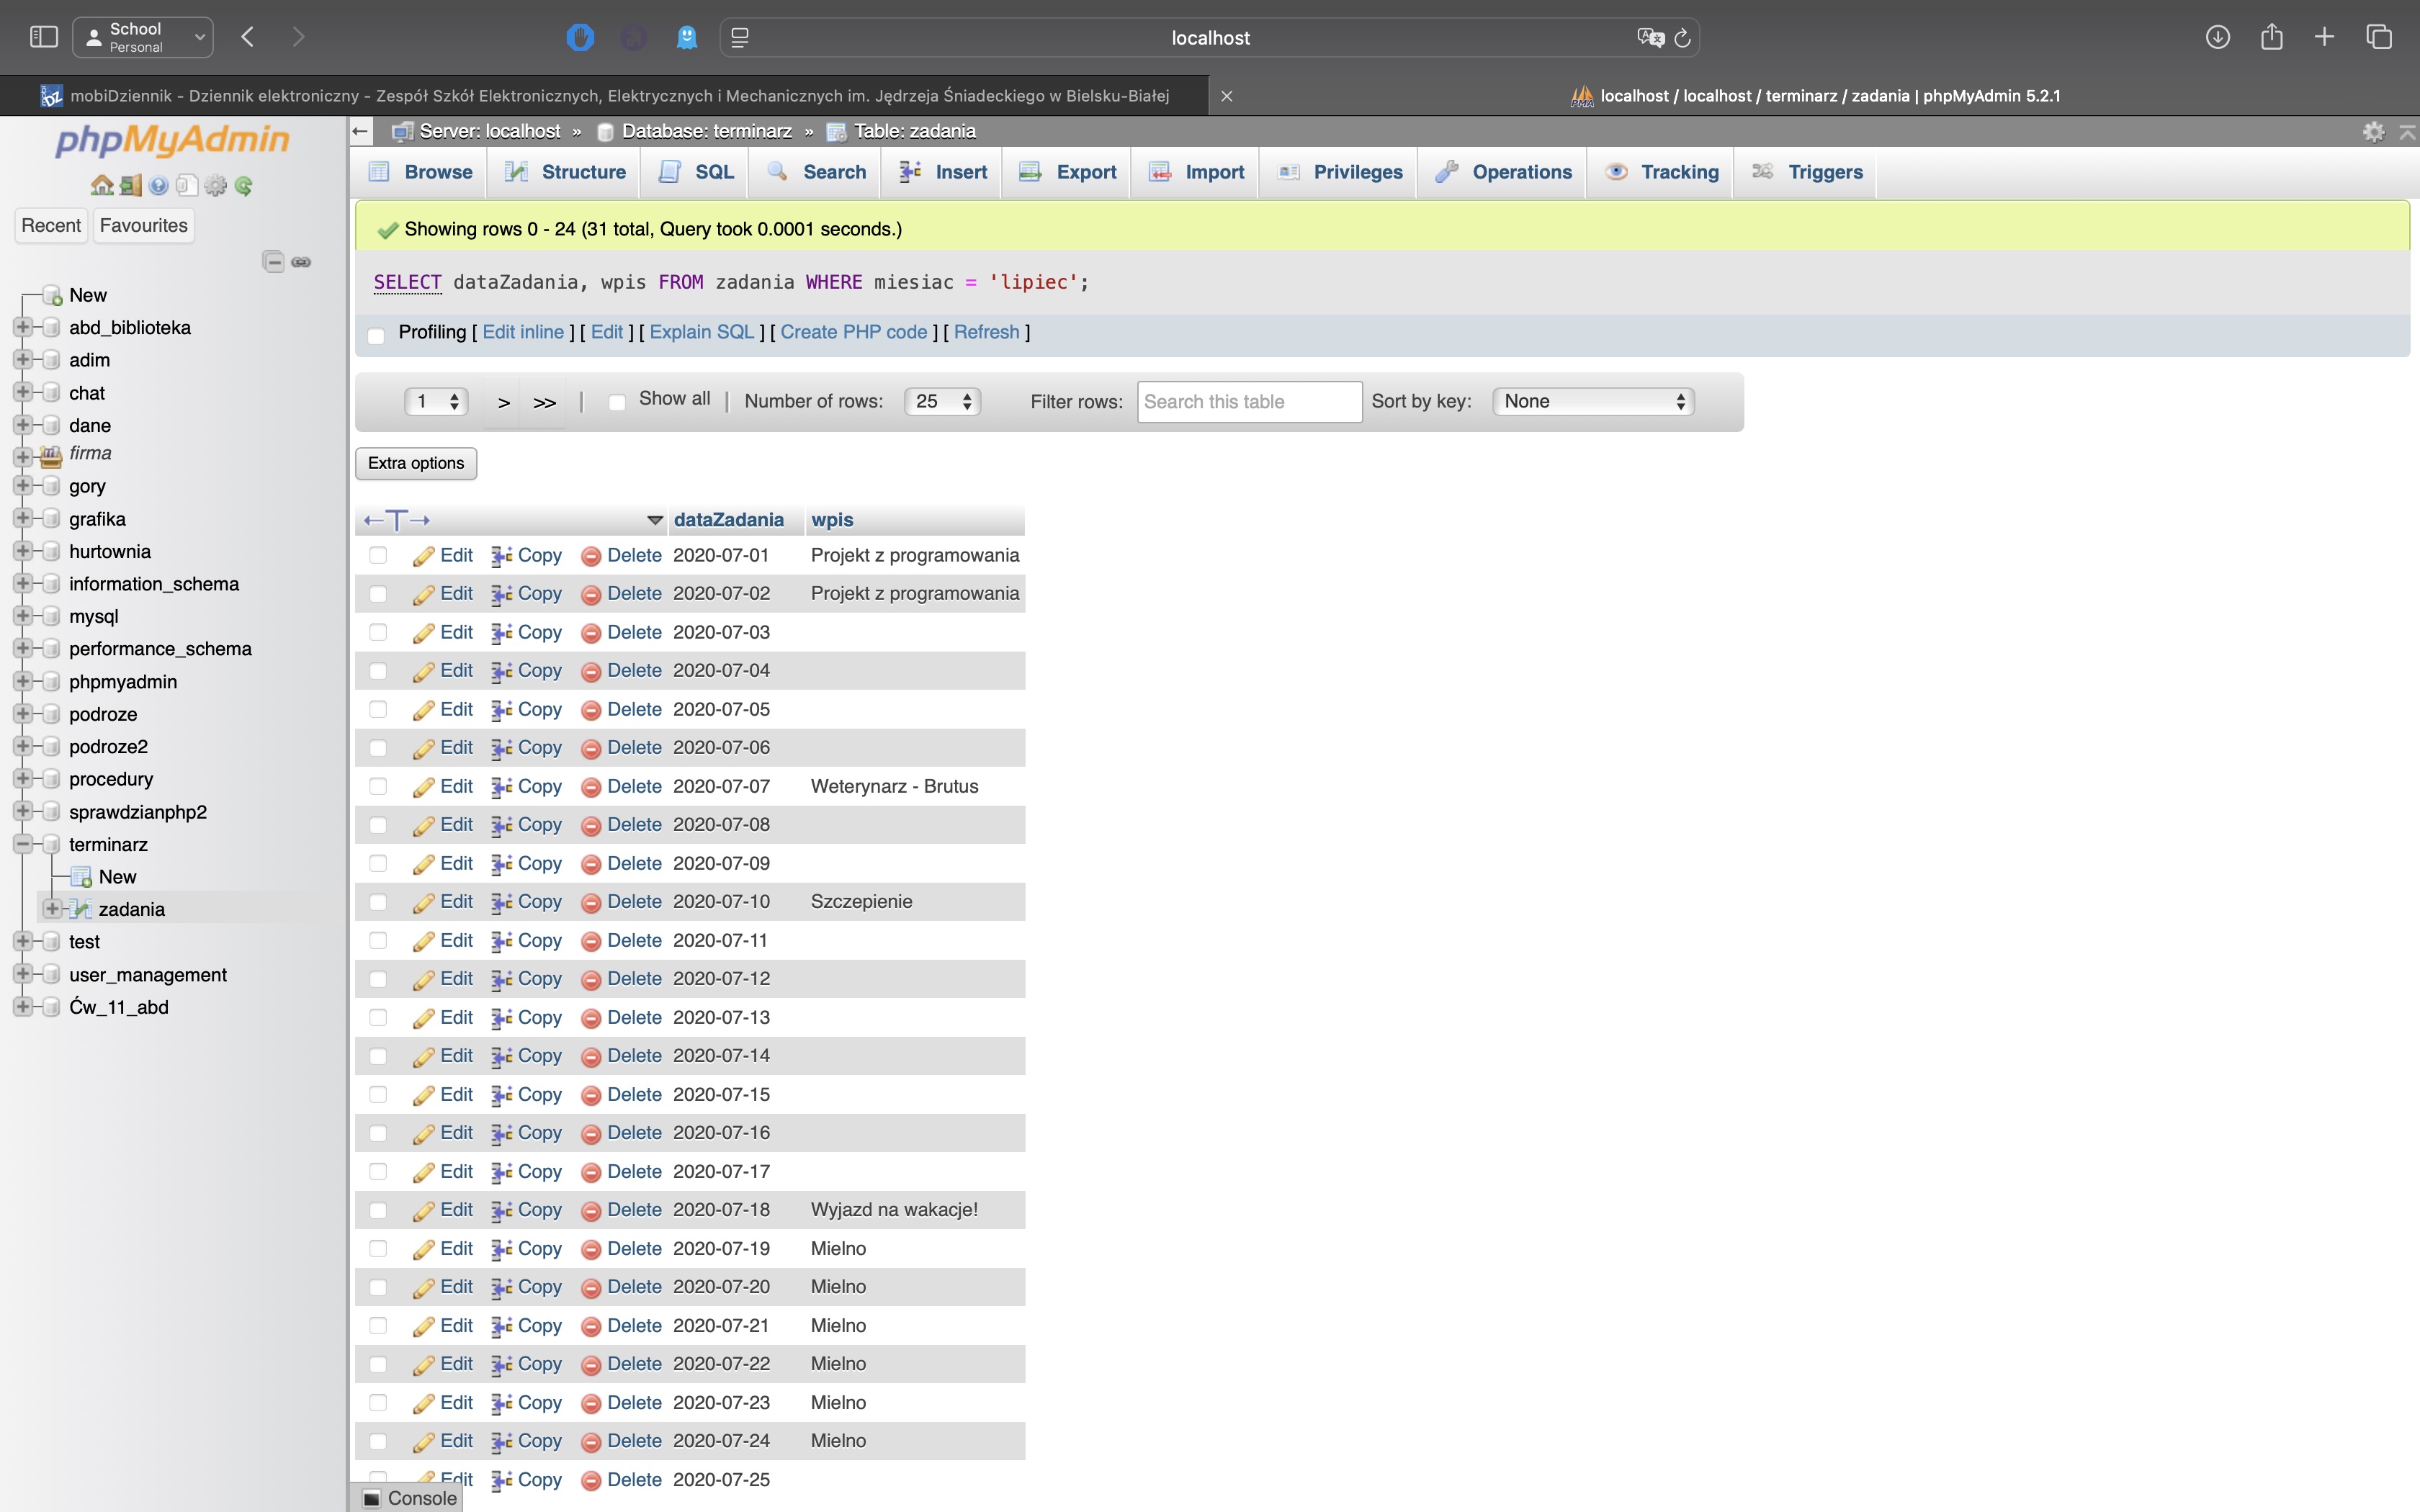 School
Personal
localhost
mobiDziennik - Dziennik elektroniczny - Zespół Szkół Elektronicznych, Elektrycznych i Mechanicznych im. Jędrzeja Śniadeckiego w Bielsku-Białej
localhost / localhost / terminarz / zadania | phpMyAdmin 5.2.1
phpMyAdmin
Recent Favourites
New
abd_biblioteka
adim
chat
dane
firma
gory
grafika
hurtownia
information_schema
mysql
performance_schema
phpmyadmin
podroze
podroze2
procedury
sprawdzianphp2
terminarz
New
zadania
test
user_management
Ćw_11_abd
Server: localhost » Database: terminarz » Table: zadania
Browse Structure SQL Search Insert Export Import Privileges Operations Tracking Triggers
Showing rows 0 - 24 (31 total, Query took 0.0001 seconds.)
SELECT dataZadania, wpis FROM zadania WHERE miesiac = 'lipiec';
Profiling [ Edit inline ] [ Edit ] [ Explain SQL ] [ Create PHP code ] [ Refresh ]
1 > >> | Show all | Number of rows: 25 Filter rows: Search this table Sort by key: None
Extra options
←T→ dataZadania wpis
Edit Copy Delete 2020-07-01 Projekt z programowania
Edit Copy Delete 2020-07-02 Projekt z programowania
Edit Copy Delete 2020-07-03
Edit Copy Delete 2020-07-04
Edit Copy Delete 2020-07-05
Edit Copy Delete 2020-07-06
Edit Copy Delete 2020-07-07 Weterynarz - Brutus
Edit Copy Delete 2020-07-08
Edit Copy Delete 2020-07-09
Edit Copy Delete 2020-07-10 Szczepienie
Edit Copy Delete 2020-07-11
Edit Copy Delete 2020-07-12
Edit Copy Delete 2020-07-13
Edit Copy Delete 2020-07-14
Edit Copy Delete 2020-07-15
Edit Copy Delete 2020-07-16
Edit Copy Delete 2020-07-17
Edit Copy Delete 2020-07-18 Wyjazd na wakacje!
Edit Copy Delete 2020-07-19 Mielno
Edit Copy Delete 2020-07-20 Mielno
Edit Copy Delete 2020-07-21 Mielno
Edit Copy Delete 2020-07-22 Mielno
Edit Copy Delete 2020-07-23 Mielno
Edit Copy Delete 2020-07-24 Mielno
Edit Copy Delete 2020-07-25
Console